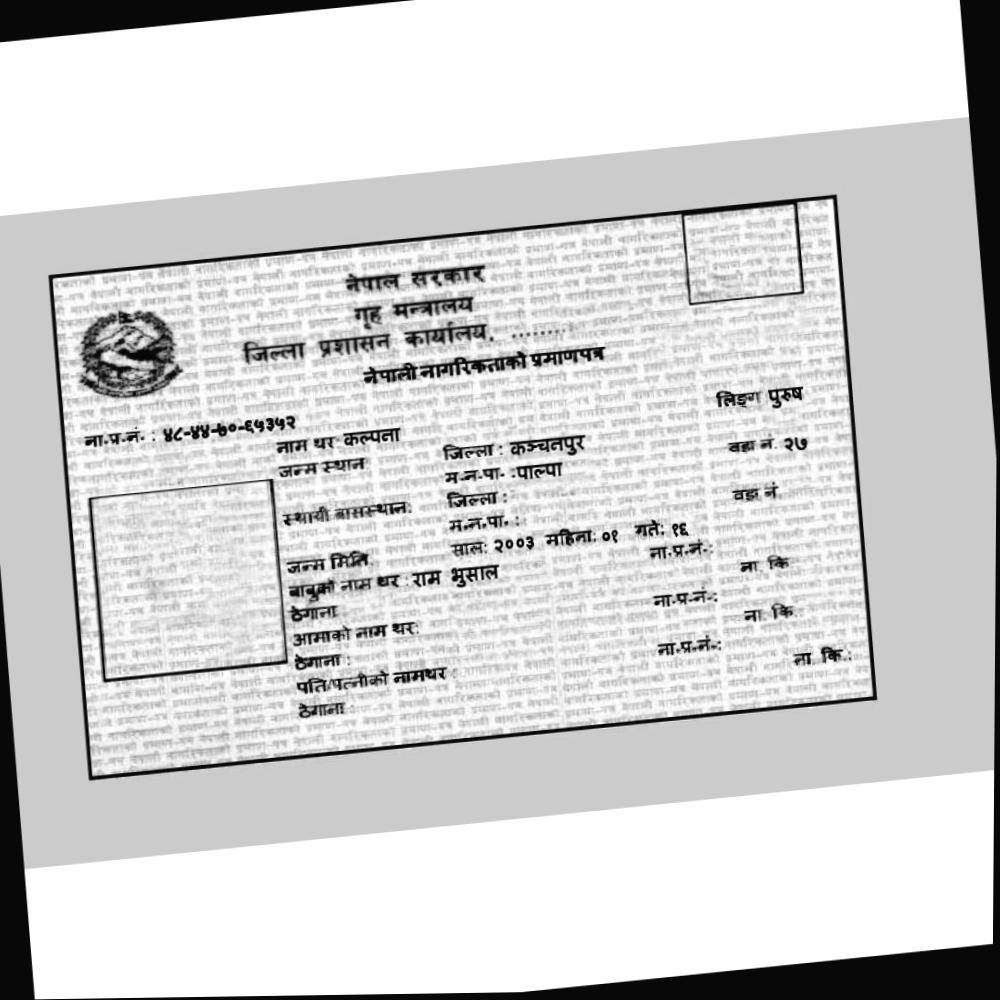 नेपाल सरकार
गृह मन्त्रालय
जिल्ला प्रशासन कार्यालय, ........
नेपाली नागरिकताको प्रमाणपत्र
लिङ्ग पुरुष
ना.प्र.नं. : ४८-४४-७०-६५३५२
नाम थर: कल्पना
जन्म स्थान: जिल्ला : कञ्चनपुर वडा नं. २७
म.न.पा. :पाल्पा
स्थायी बासस्थान: जिल्ला : वडा नं.
म.न.पा. :
जन्म मिति: साल: २००३ महिना: ०१ गते: १६
बाबुको नाम थर : राम भुसाल ना.प्र.नं.:
ठेगाना: ना. कि.:
आमाको नाम थर: ना.प्र.नं.:
ठेगाना : ना. कि.:
पति/पत्नीको नामथर : ना.प्र.नं.:
ठेगाना : ना. कि.: